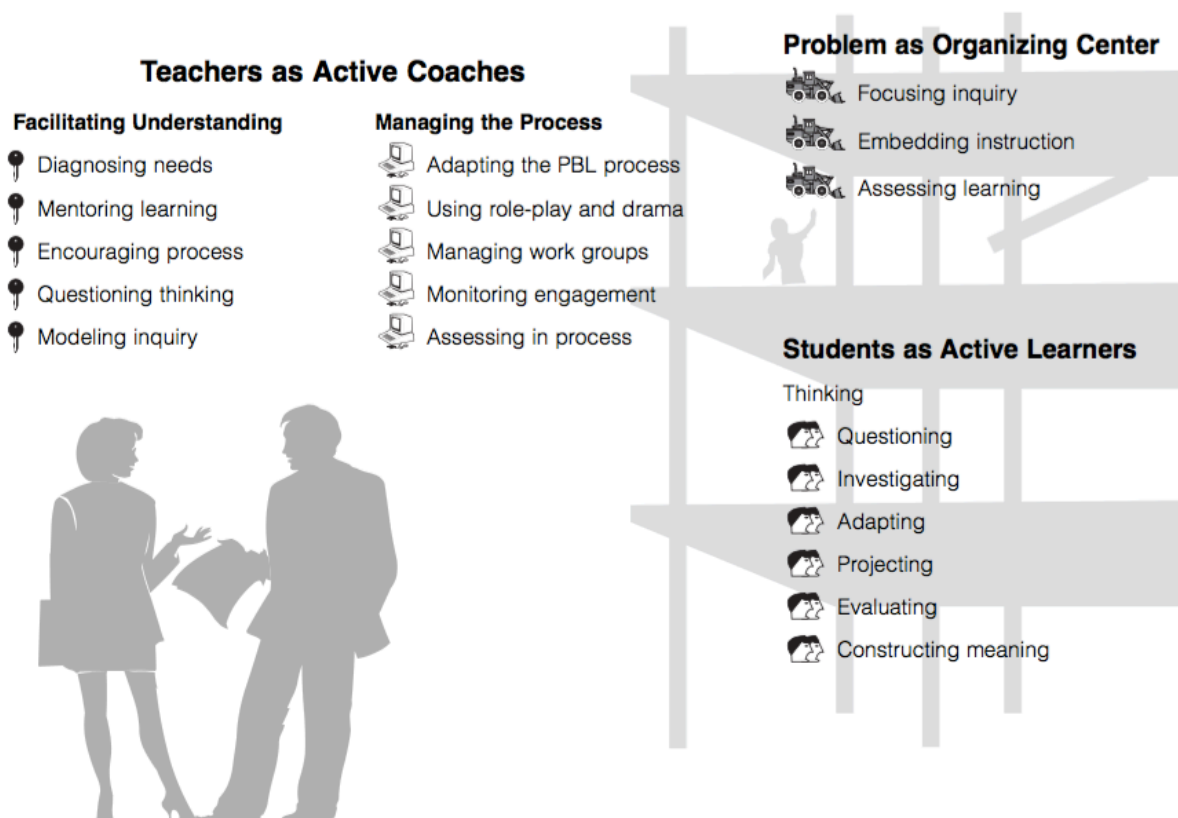 Teachers as Active Coaches
Facilitating Understanding
Diagnosing needs
Mentoring learning
Encouraging process
Questioning thinking
Modeling inquiry
Managing the Process
Adapting the PBL process
Using role-play and drama
Managing work groups
Monitoring engagement
Assessing in process
Problem as Organizing Center
Focusing inquiry
Embedding instruction
Assessing learning
Students as Active Learners
Thinking
Questioning
Investigating
Adapting
Projecting
Evaluating
Constructing meaning